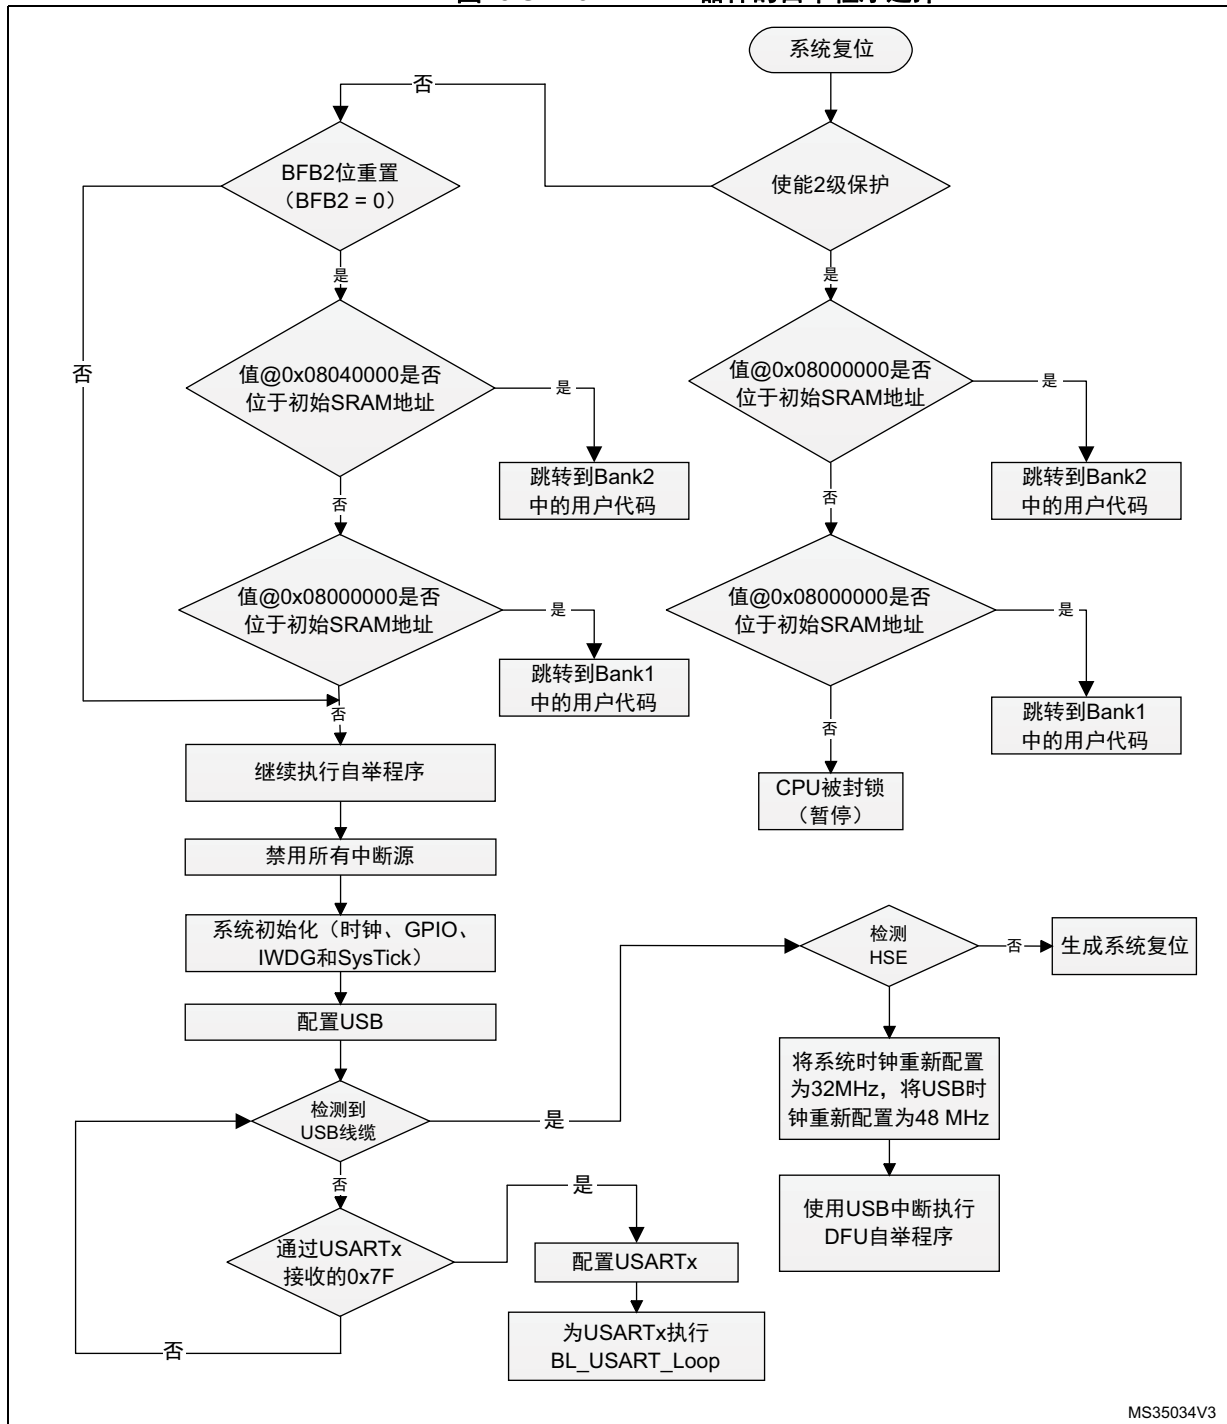 系统复位
否
BFB2位重置
（BFB2 = 0）
使能2级保护
是
是
否
值@0x08040000是否
位于初始SRAM地址
是
值@0x08000000是否
位于初始SRAM地址
是
跳转到Bank2
中的用户代码
跳转到Bank2
中的用户代码
否
否
值@0x08000000是否
位于初始SRAM地址
是
值@0x08000000是否
位于初始SRAM地址
是
跳转到Bank1
中的用户代码
跳转到Bank1
中的用户代码
否
否
继续执行自举程序
CPU被封锁
（暂停）
禁用所有中断源
系统初始化（时钟、GPIO、
IWDG和SysTick）
检测
HSE
否
生成系统复位
配置USB
将系统时钟重新配置
为32MHz，将USB时
钟重新配置为48 MHz
检测到
USB线缆
是
否
是
使用USB中断执行
DFU自举程序
通过USARTx
接收的0x7F
配置USARTx
否
为USARTx执行
BL_USART_Loop
MS35034V3